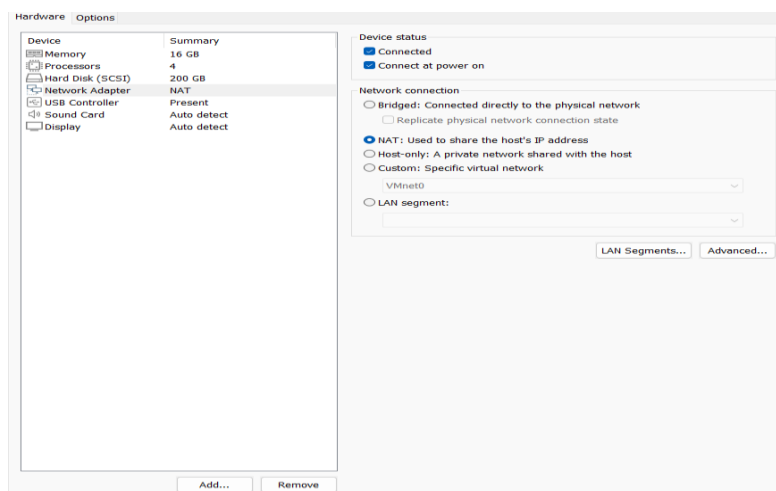 Hardware Options
Device Summary
Memory 16 GB
Processors 4
Hard Disk (SCSI) 200 GB
Network Adapter NAT
USB Controller Present
Sound Card Auto detect
Display Auto detect
Add... Remove
Device status
Connected
Connect at power on
Network connection
Bridged: Connected directly to the physical network
Replicate physical network connection state
NAT: Used to share the host's IP address
Host-only: A private network shared with the host
Custom: Specific virtual network
VMnet0
LAN segment:
LAN Segments... Advanced...